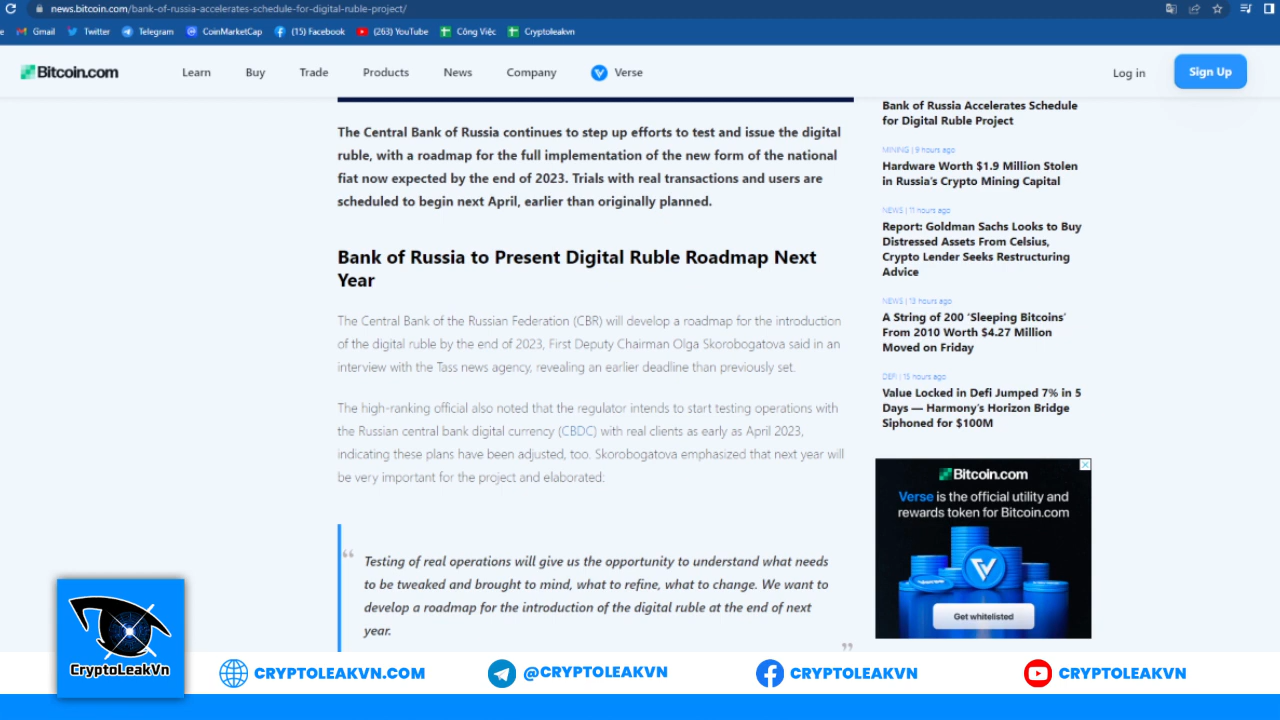 news.bitcoin.com/bank-of-russia-accelerates-schedule-for-digital-ruble-project/
e Gmail Twitter Telegram CoinMarketCap (15) Facebook (263) YouTube Công Việc Cryptoleakvn
Bitcoin.com Learn Buy Trade Products News Company Verse Log in Sign Up
The Central Bank of Russia continues to step up efforts to test and issue the digital
ruble, with a roadmap for the full implementation of the new form of the national
fiat now expected by the end of 2023. Trials with real transactions and users are
scheduled to begin next April, earlier than originally planned.
Bank of Russia to Present Digital Ruble Roadmap Next
Year
The Central Bank of the Russian Federation (CBR) will develop a roadmap for the introduction
of the digital ruble by the end of 2023, First Deputy Chairman Olga Skorobogatova said in an
interview with the Tass news agency, revealing an earlier deadline than previously set.
The high-ranking official also noted that the regulator intends to start testing operations with
the Russian central bank digital currency (CBDC) with real clients as early as April 2023,
indicating these plans have been adjusted, too. Skorobogatova emphasized that next year will
be very important for the project and elaborated:
“
Testing of real operations will give us the opportunity to understand what needs
to be tweaked and brought to mind, what to refine, what to change. We want to
develop a roadmap for the introduction of the digital ruble at the end of next
year.
”
Bank of Russia Accelerates Schedule
for Digital Ruble Project
MINING | 9 hours ago
Hardware Worth $1.9 Million Stolen
in Russia's Crypto Mining Capital
NEWS | 11 hours ago
Report: Goldman Sachs Looks to Buy
Distressed Assets From Celsius,
Crypto Lender Seeks Restructuring
Advice
NEWS | 13 hours ago
A String of 200 ‘Sleeping Bitcoins’
From 2010 Worth $4.27 Million
Moved on Friday
DEFI | 15 hours ago
Value Locked in Defi Jumped 7% in 5
Days — Harmony's Horizon Bridge
Siphoned for $100M
Bitcoin.com
Verse is the official utility and
rewards token for Bitcoin.com
Get whitelisted
CryptoLeakVn
CRYPTOLEAKVN.COM @CRYPTOLEAKVN CRYPTOLEAKVN CRYPTOLEAKVN